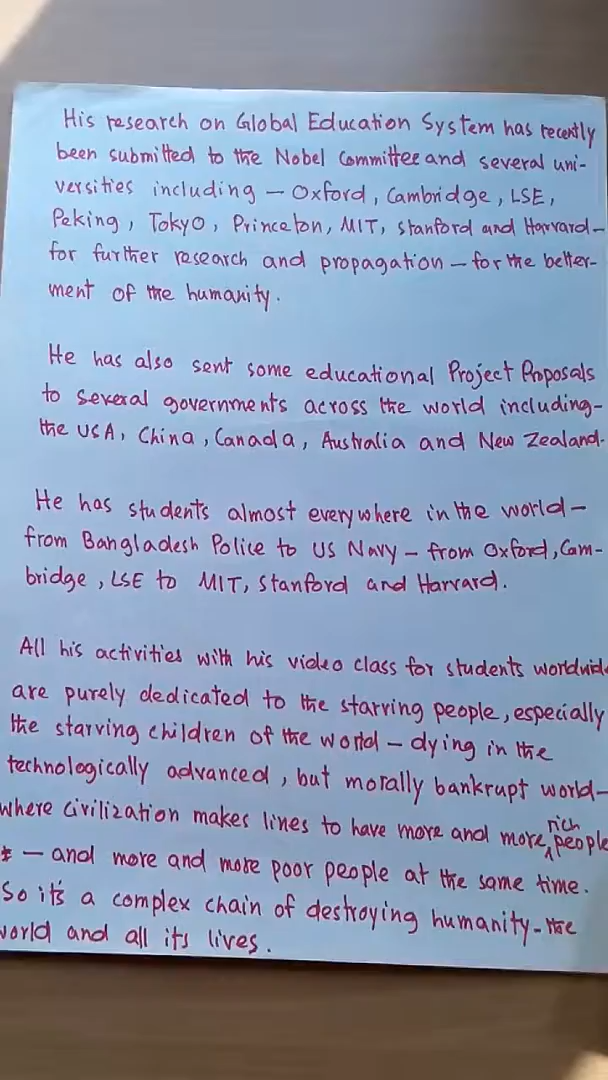 His research on Global Education System has recently
been submitted to the Nobel Committee and several uni-
versities including – Oxford, Cambridge, LSE,
Peking, Tokyo, Princeton, MIT, Stanford and Harvard –
for further research and propagation – for the better-
ment of the humanity.
He has also sent some educational Project Proposals
to several governments across the world including –
the USA, China, Canada, Australia and New Zealand.
He has students almost everywhere in the world –
from Bangladesh Police to US Navy – from Oxford, Cam-
bridge, LSE to MIT, Stanford and Harvard.
All his activities with his video class for students worldwide
are purely dedicated to the starving people, especially
the starving children of the world – dying in the
technologically advanced, but morally bankrupt world –
where civilization makes lines to have more and more rich people
– and more and more poor people at the same time.
So it's a complex chain of destroying humanity – the
world and all its lives.